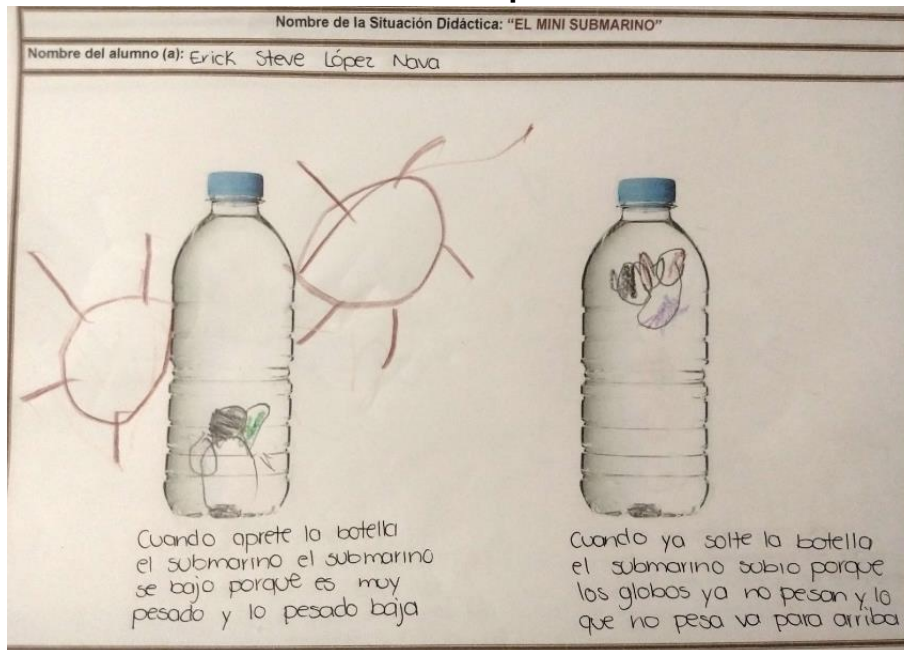 Nombre de la Situación Didáctica: “EL MINI SUBMARINO”
Nombre del alumno (a): Erick Steve López Nava
Cuando aprete la botella
el submarino el submarino
se bajo porque es muy
pesado y lo pesado baja
Cuando ya solte la botella
el submarino subio porque
los globos ya no pesan y lo
que no pesa va para arriba